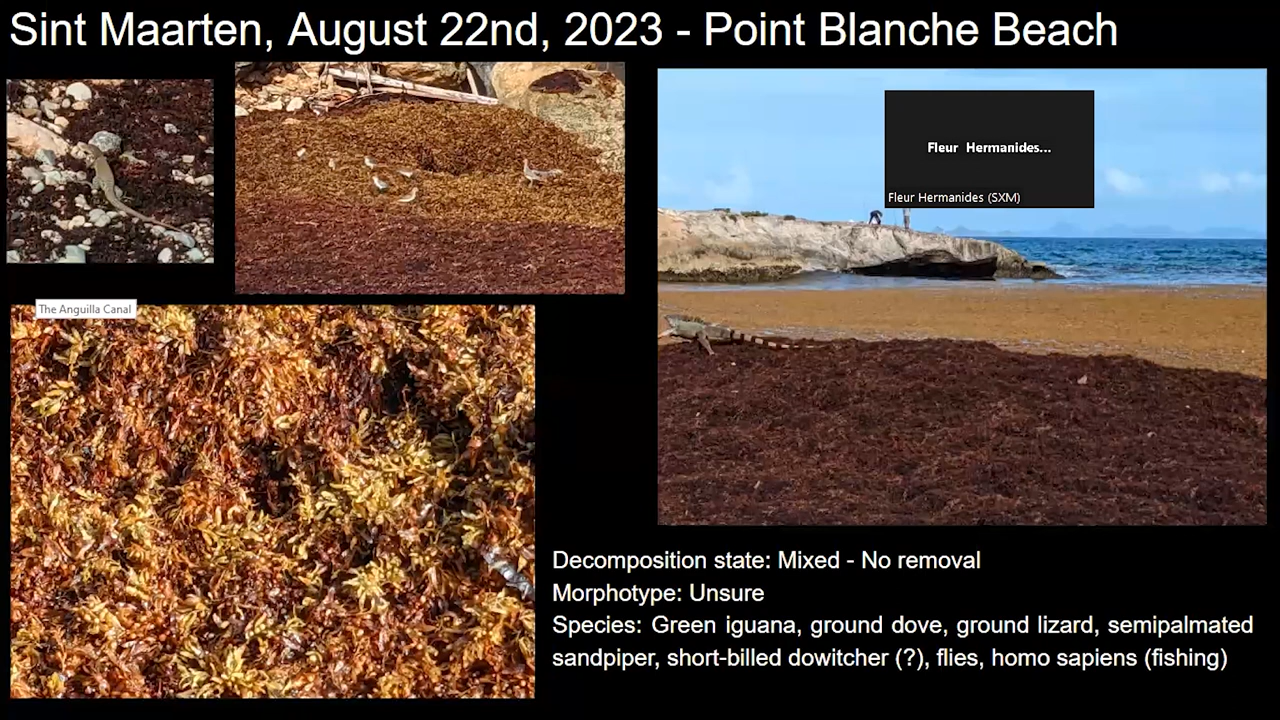 Sint Maarten, August 22nd, 2023 - Point Blanche Beach
Fleur Hermanides...
Fleur Hermanides (SXM)
The Anguilla Canal
Decomposition state: Mixed - No removal
Morphotype: Unsure
Species: Green iguana, ground dove, ground lizard, semipalmated
sandpiper, short-billed dowitcher (?), flies, homo sapiens (fishing)